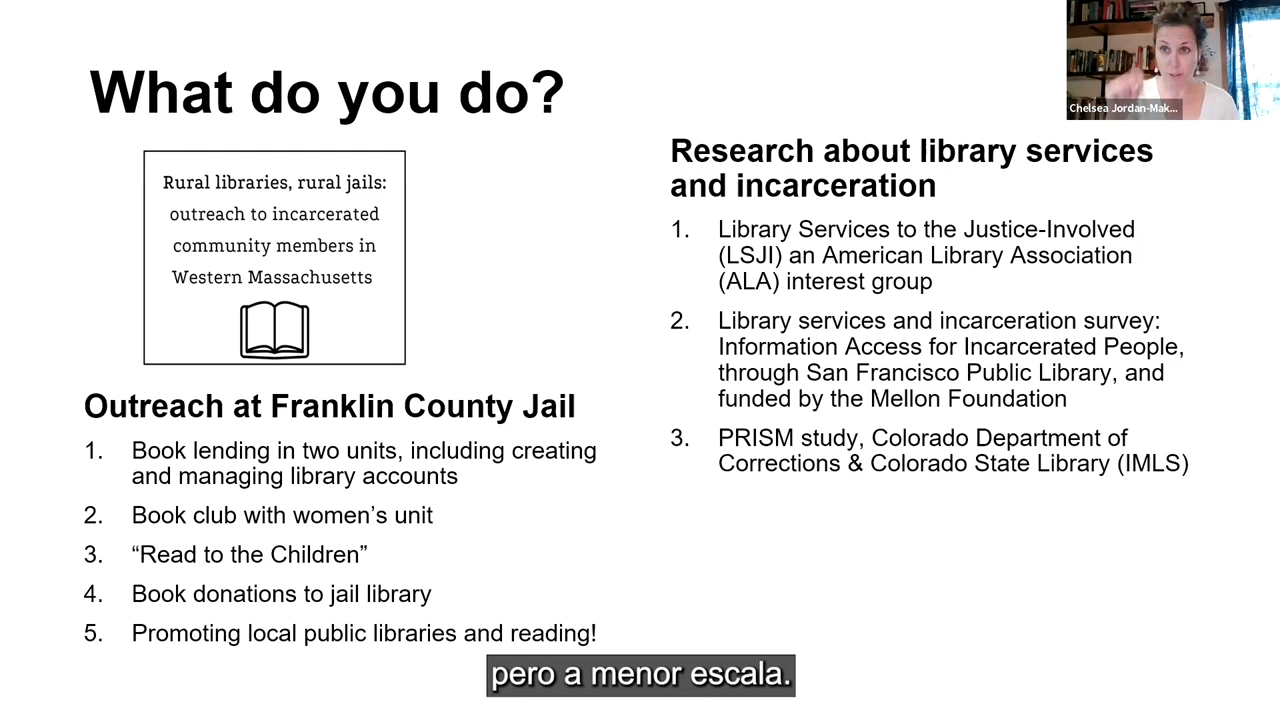 What do you do?
Rural libraries, rural jails:
outreach to incarcerated
community members in
Western Massachusetts
Outreach at Franklin County Jail
1. Book lending in two units, including creating
and managing library accounts
2. Book club with women’s unit
3. “Read to the Children”
4. Book donations to jail library
5. Promoting local public libraries and reading!
Chelsea Jordan-Mak...
Research about library services
and incarceration
1. Library Services to the Justice-Involved
(LSJI) an American Library Association
(ALA) interest group
2. Library services and incarceration survey:
Information Access for Incarcerated People,
through San Francisco Public Library, and
funded by the Mellon Foundation
3. PRISM study, Colorado Department of
Corrections & Colorado State Library (IMLS)
pero a menor escala.